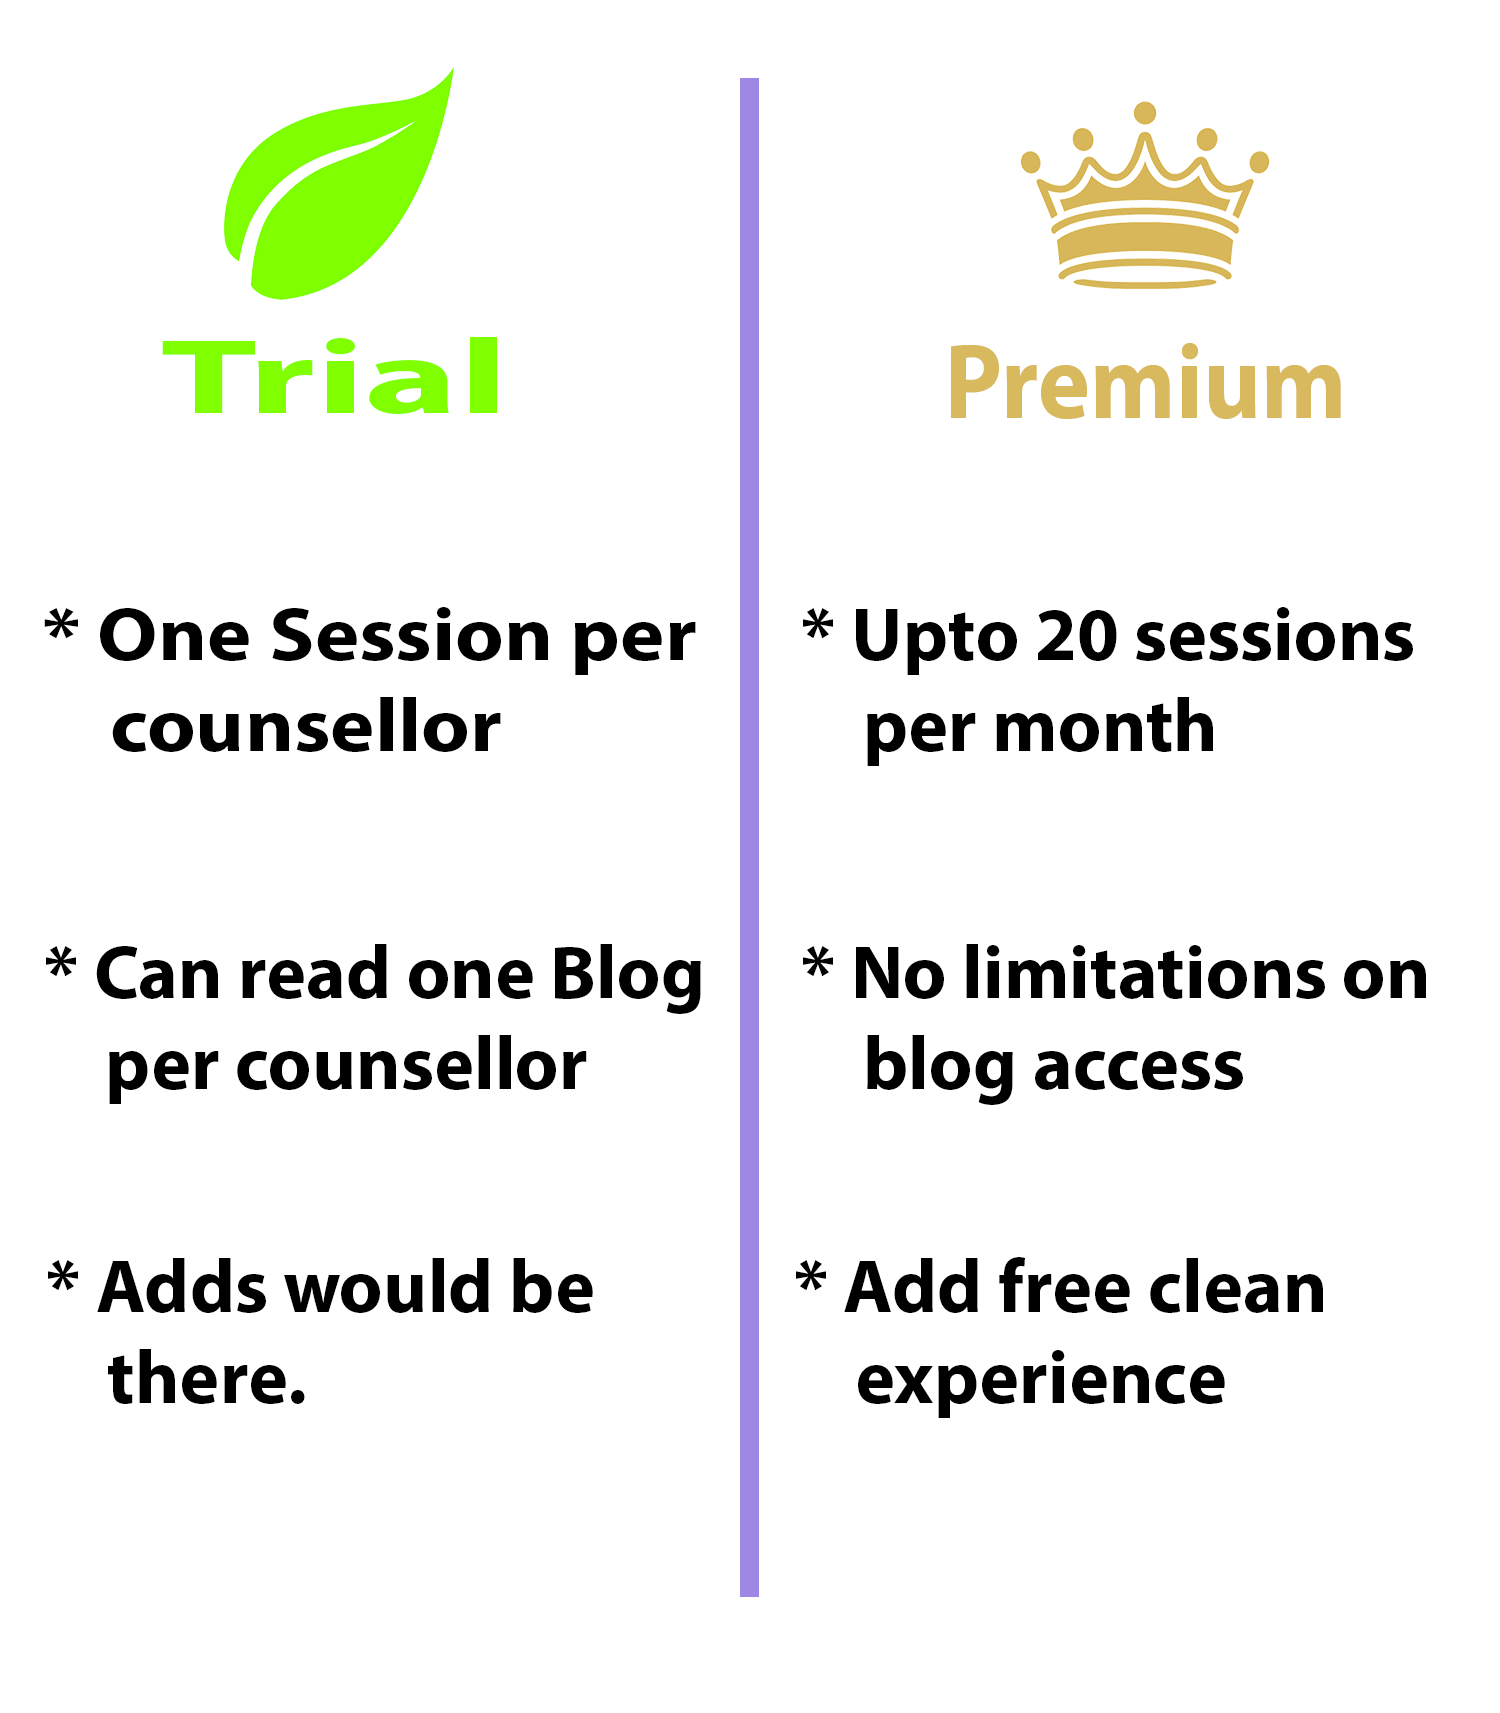 Trial
* One Session per
counsellor
* Can read one Blog
per counsellor
* Adds would be
there.
Premium
* Upto 20 sessions
per month
* No limitations on
blog access
* Add free clean
experience